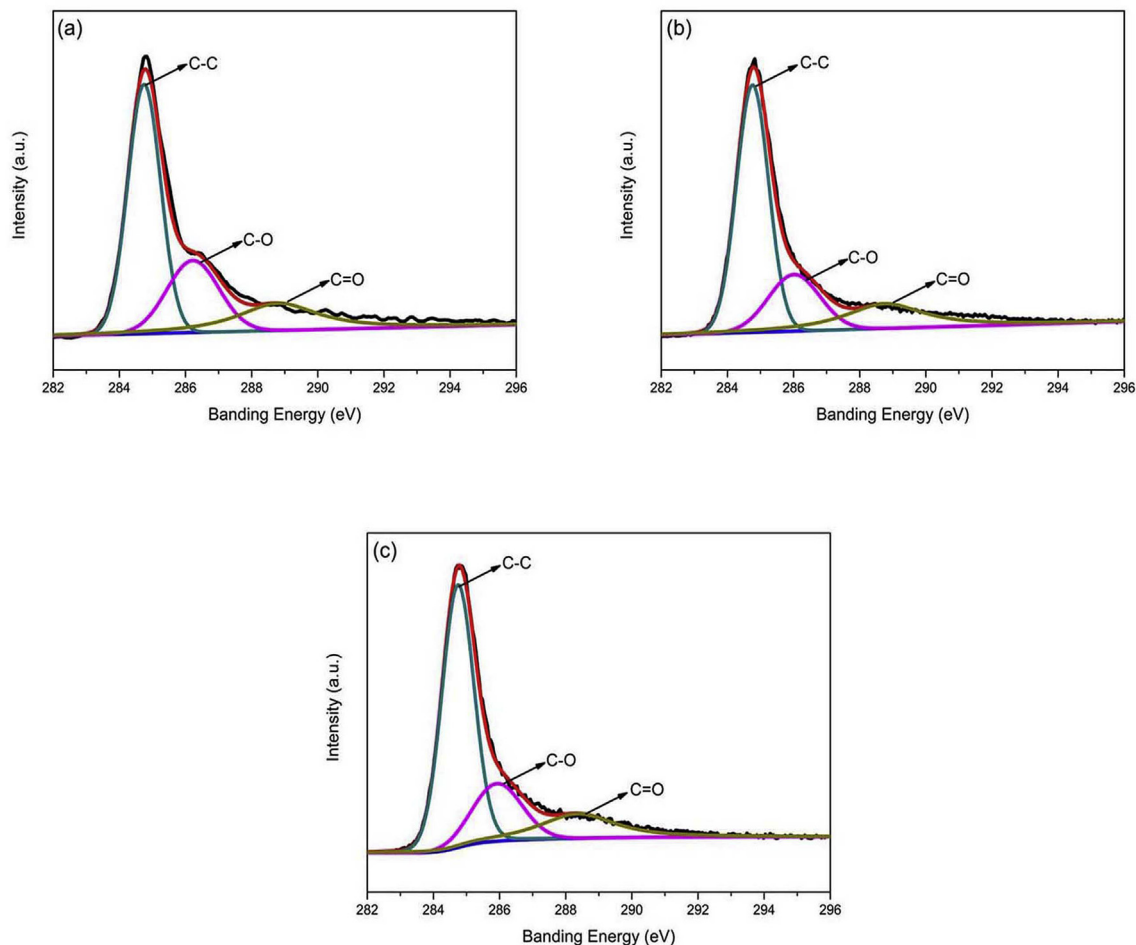 (a)
C-C
C-O
C=O
Intensity (a.u.)
282 284 286 288 290 292 294 296
Banding Energy (eV)
(b)
C-C
C-O
C=O
Intensity (a.u.)
282 284 286 288 290 292 294 296
Banding Energy (eV)
(c)
C-C
C-O
C=O
Intensity (a.u.)
282 284 286 288 290 292 294 296
Banding Energy (eV)